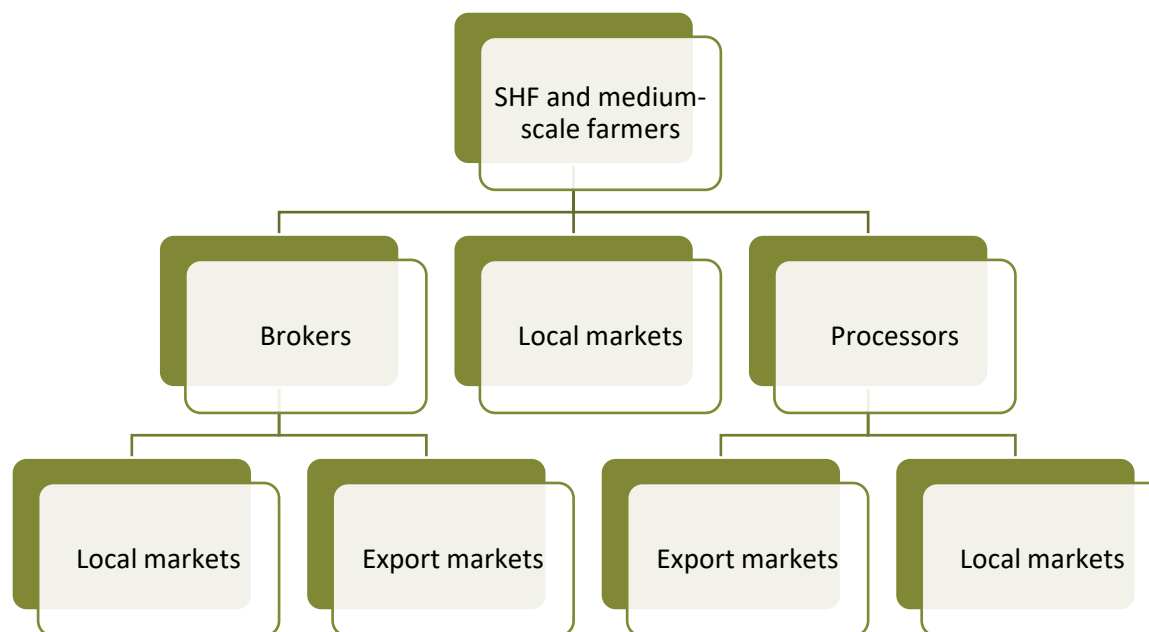 SHF and medium-
scale farmers
Brokers
Local markets
Processors
Local markets
Export markets
Export markets
Local markets